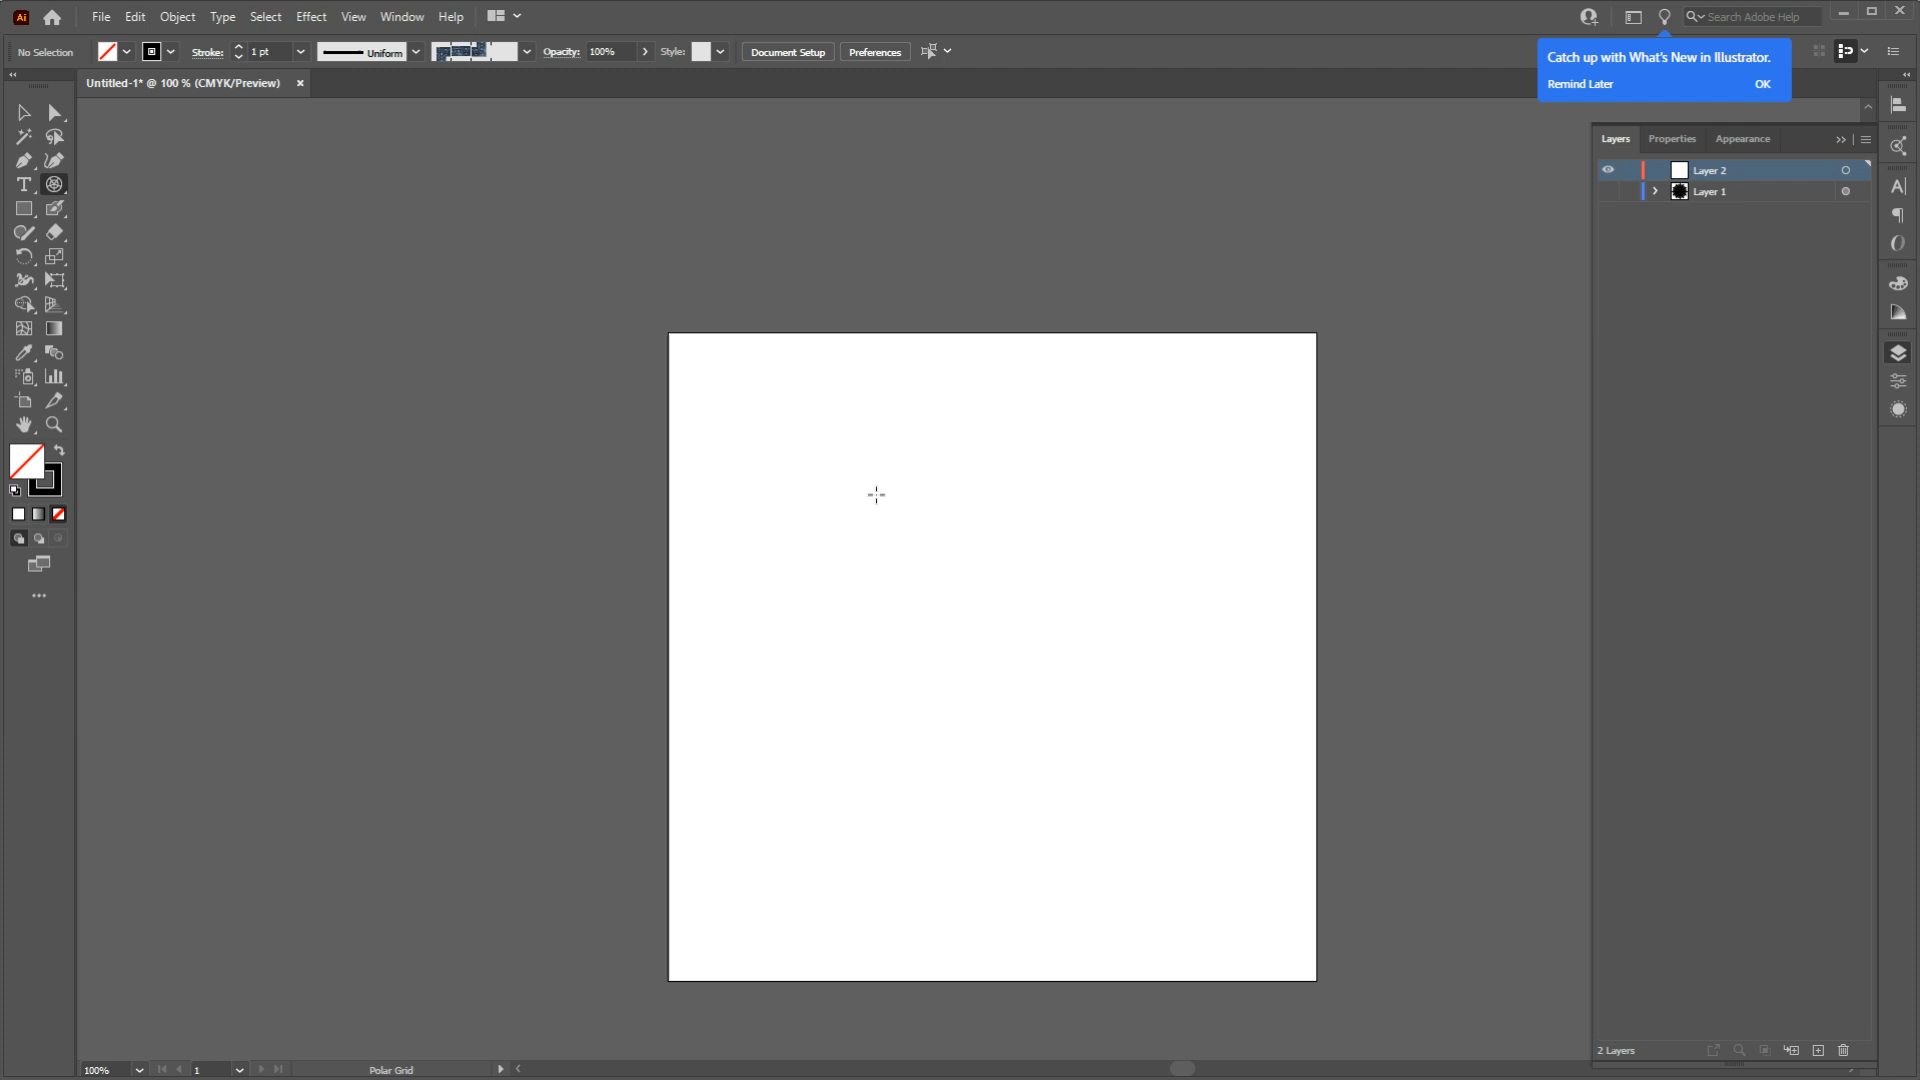 Ai File Edit Object Type Select Effect View Window Help Search Adobe Help
No Selection Stroke: 1 pt Uniform Opacity: 100% Style: Document Setup Preferences
Catch up with What's New in Illustrator.
Remind Later OK
Untitled-1* @ 100 % (CMYK/Preview) ×
Layers Properties Appearance
Layer 2
Layer 1
2 Layers
100% 1 Polar Grid